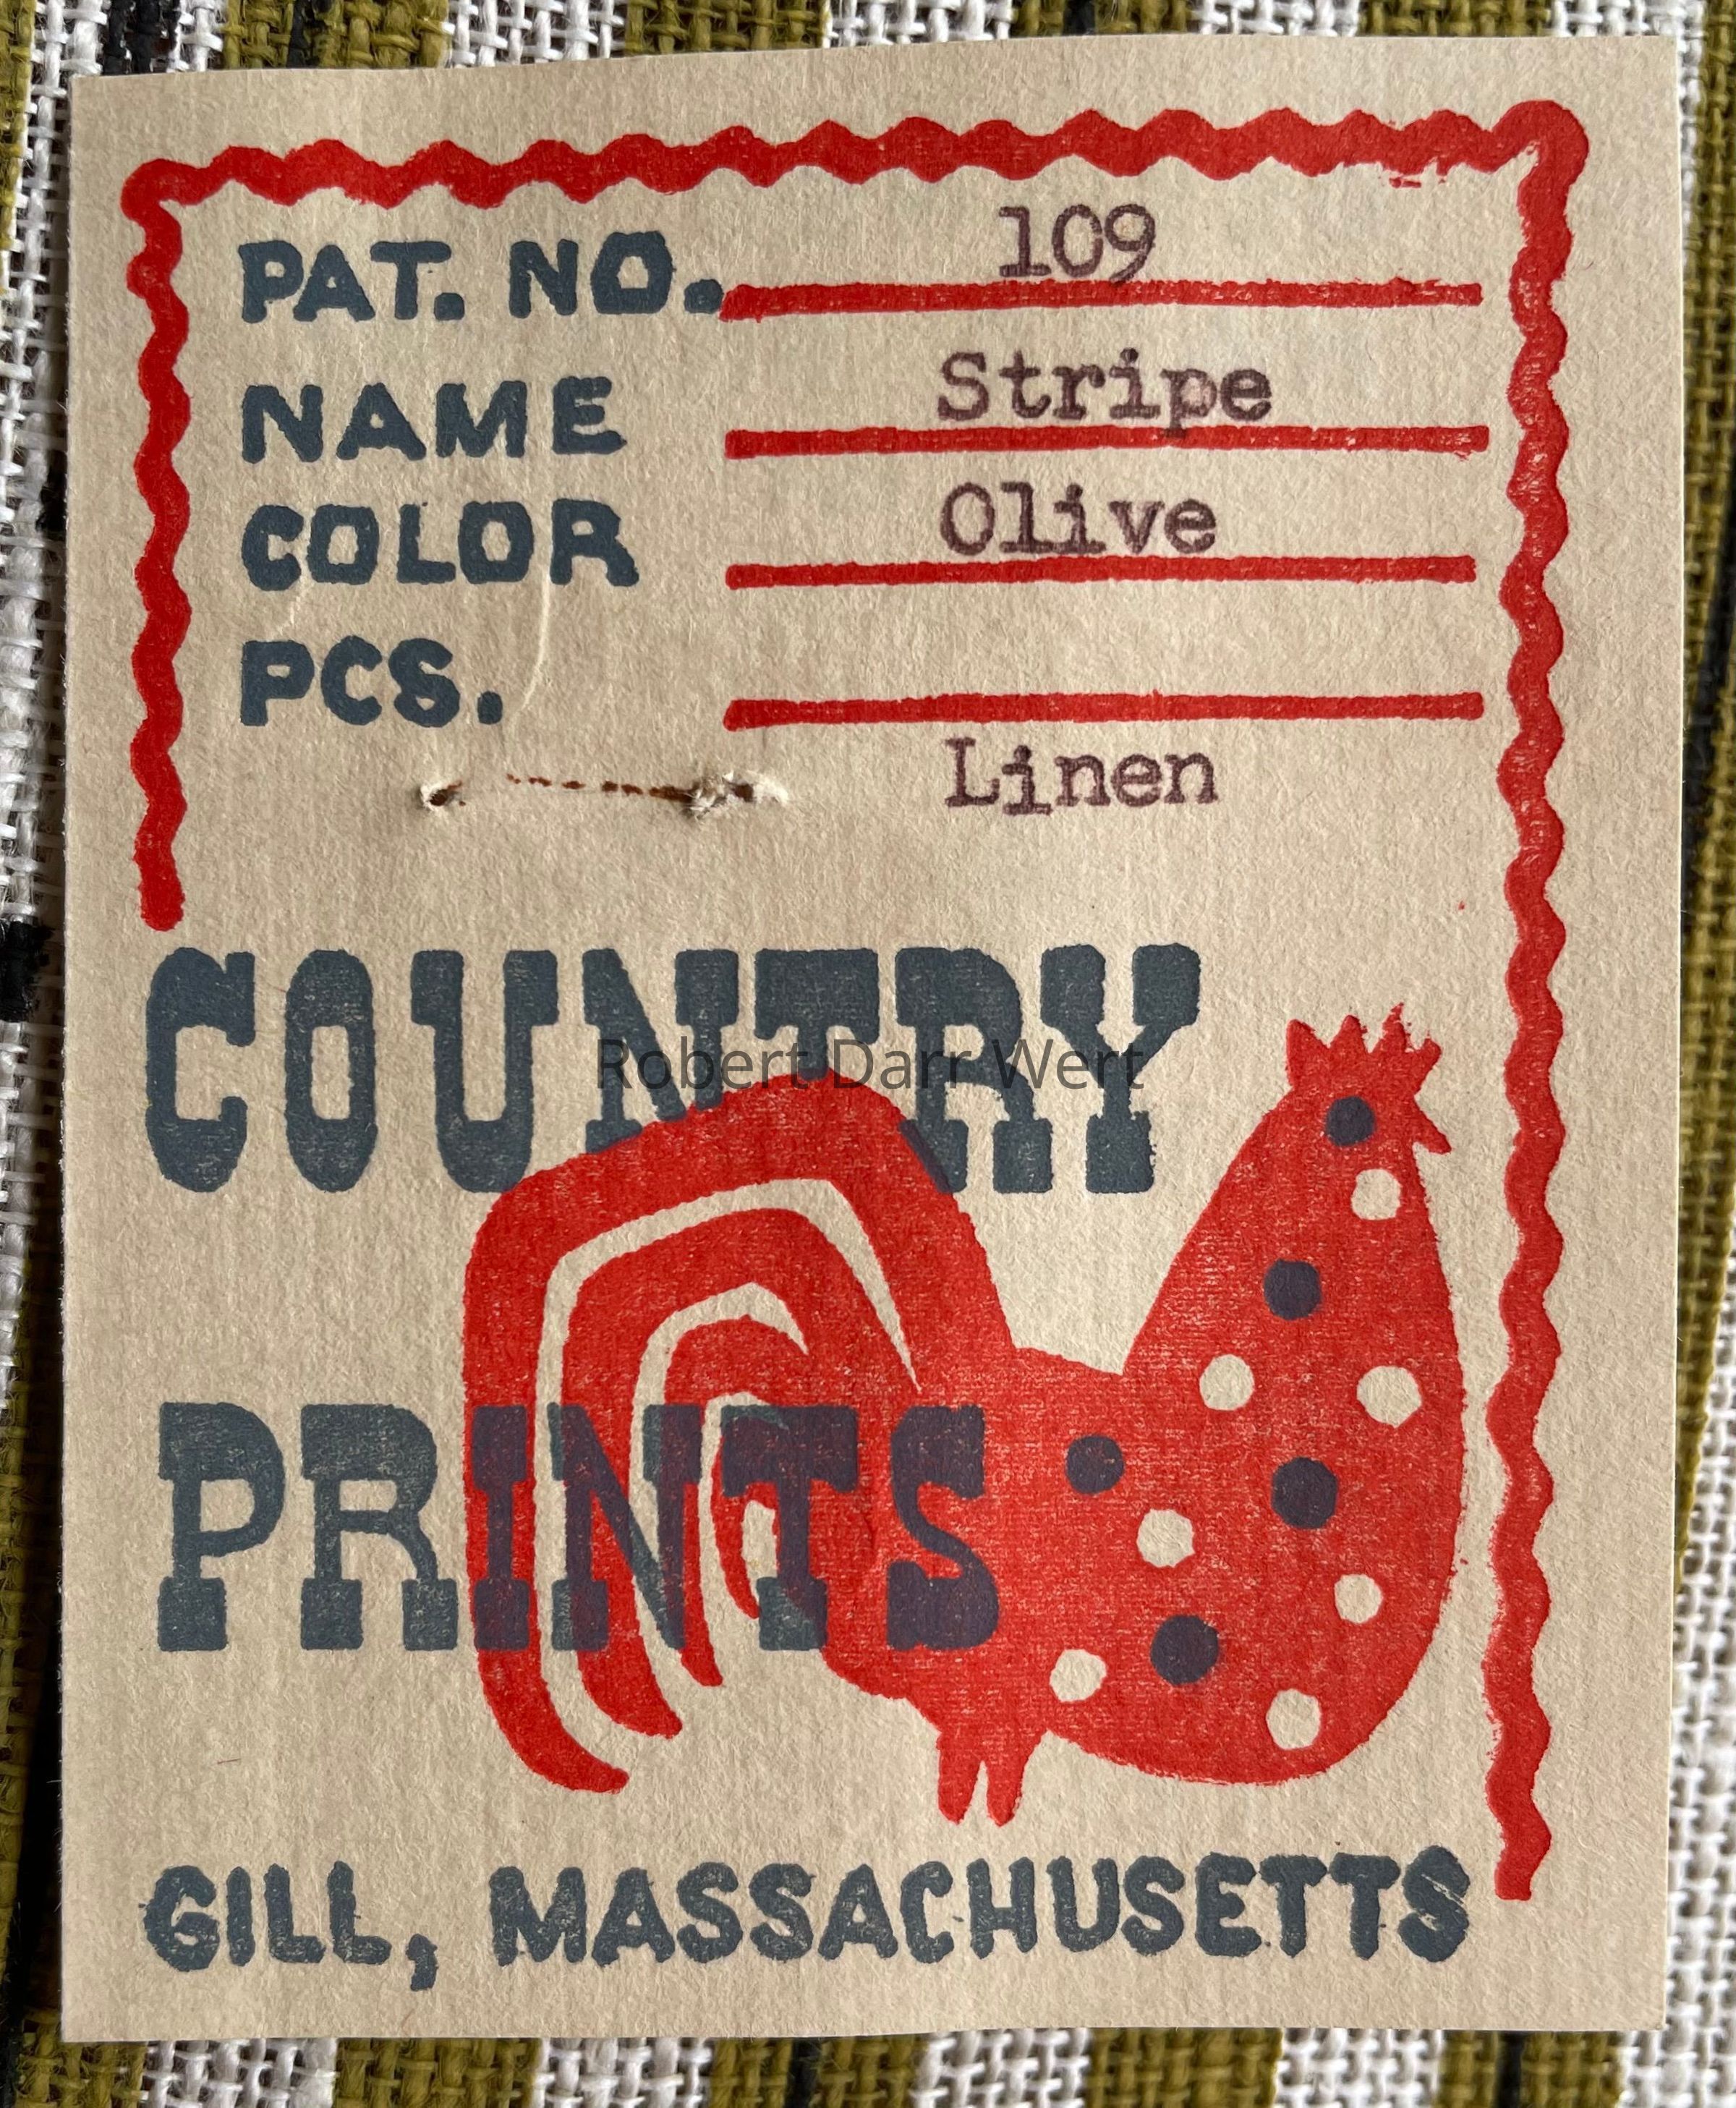 PAT. NO. 109
NAME Stripe
COLOR Olive
PCS.
Linen
COUNTRY
Robert Darr Wert
PRINTS
GILL, MASSACHUSETTS